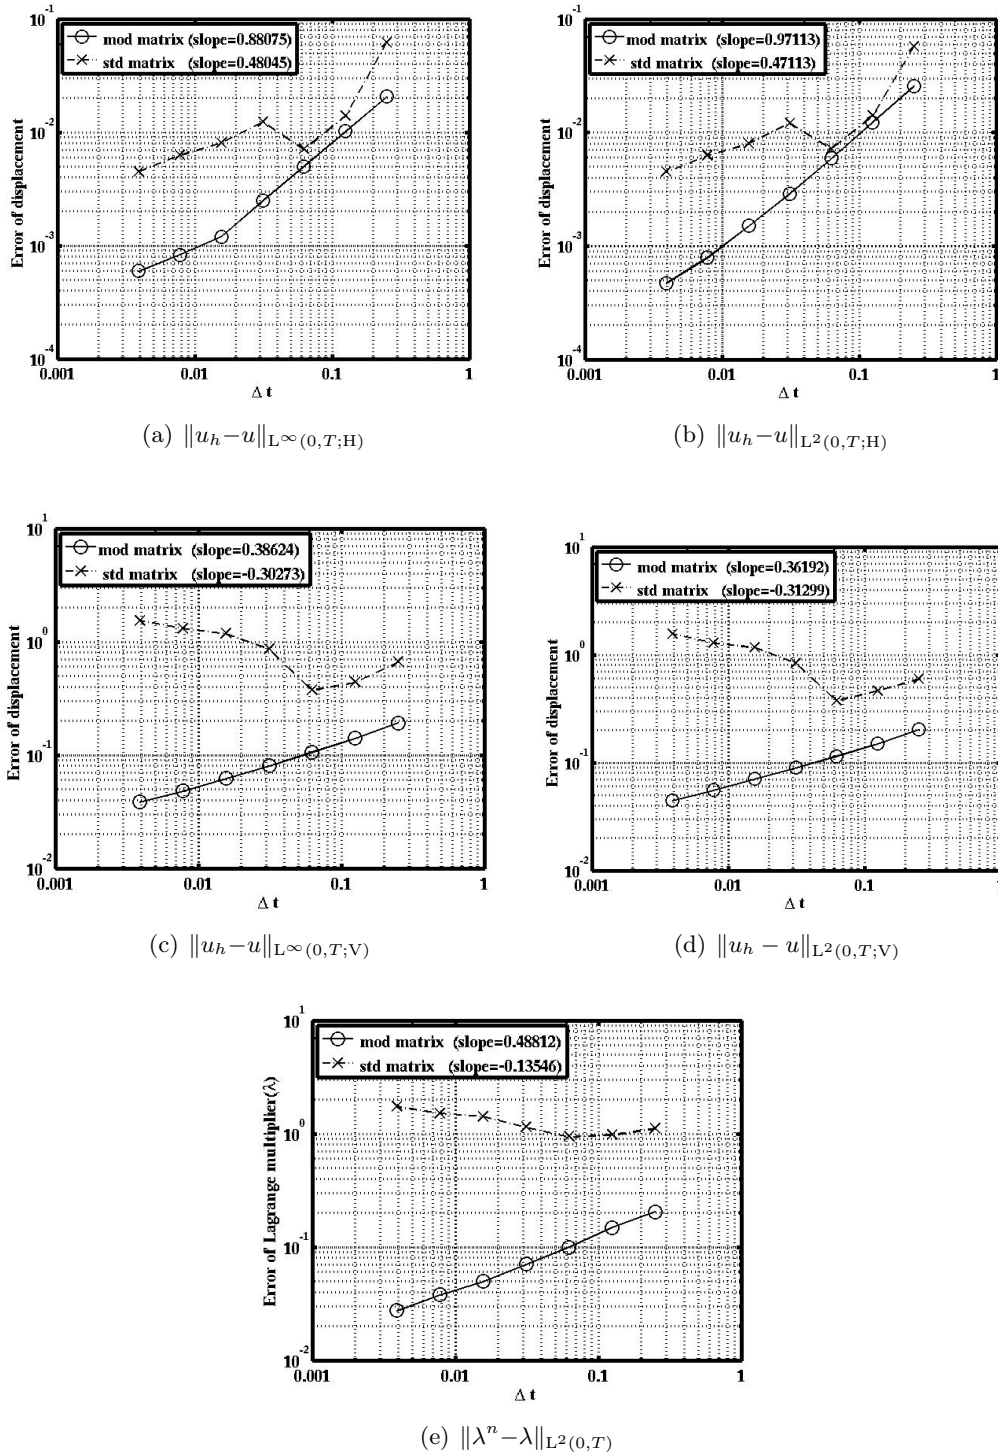 mod matrix (slope=0.88075)
std matrix (slope=0.48045)
10^-1
10^-2
10^-3
10^-4
Error of displacement
0.001 0.01 0.1 1
Δ t
(a) ‖u_h−u‖_{L^∞(0,T;H)}
mod matrix (slope=0.97113)
std matrix (slope=0.47113)
10^-1
10^-2
10^-3
10^-4
Error of displacement
0.001 0.01 0.1 1
Δ t
(b) ‖u_h−u‖_{L^2(0,T;H)}
mod matrix (slope=0.38624)
std matrix (slope=-0.30273)
10^1
10^0
10^-1
10^-2
Error of displacement
0.001 0.01 0.1 1
Δ t
(c) ‖u_h−u‖_{L^∞(0,T;V)}
mod matrix (slope=0.36192)
std matrix (slope=-0.31299)
10^1
10^0
10^-1
10^-2
Error of displacement
0.001 0.01 0.1 1
Δ t
(d) ‖u_h − u‖_{L^2(0,T;V)}
mod matrix (slope=0.48812)
std matrix (slope=-0.13546)
10^1
10^0
10^-1
10^-2
Error of Lagrange multiplier(λ)
0.001 0.01 0.1 1
Δ t
(e) ‖λ^n−λ‖_{L^2(0,T)}